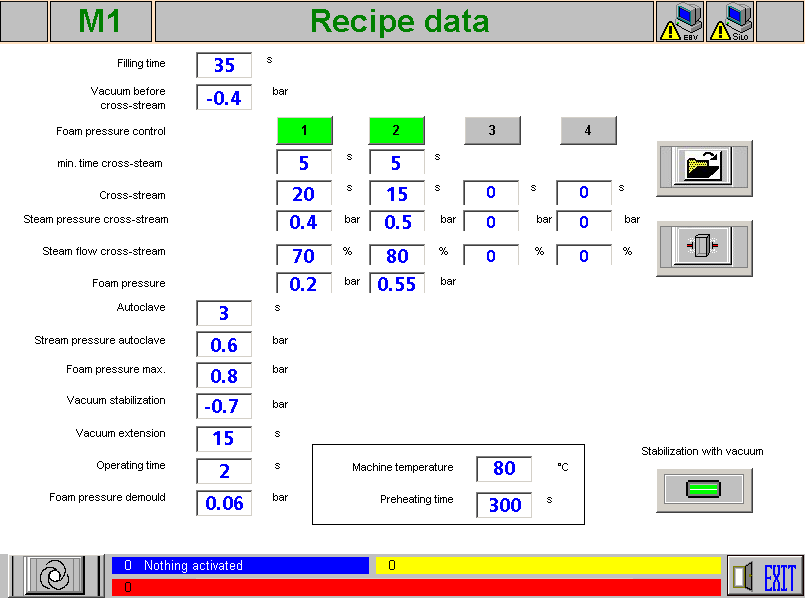 M1 Recipe data EBV SiLo
Filling time 35 s
Vacuum before
cross-stream -0.4 bar
Foam pressure control 1 2 3 4
min. time cross-steam 5 s 5 s
Cross-stream 20 s 15 s 0 s 0 s
Steam pressure cross-stream 0.4 bar 0.5 bar 0 bar 0 bar
Steam flow cross-stream 70 % 80 % 0 % 0 %
Foam pressure 0.2 bar 0.55 bar
Autoclave 3 s
Stream pressure autoclave 0.6 bar
Foam pressure max. 0.8 bar
Vacuum stabilization -0.7 bar
Vacuum extension 15 s
Stabilization with vacuum
Operating time 2 s
Machine temperature 80 °C
Foam pressure demould 0.06 bar
Preheating time 300 s
0 Nothing activated 0
0
EXIT